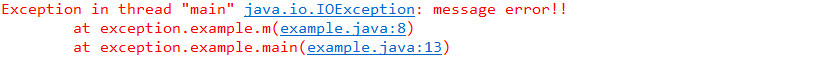 Exception in thread "main" java.io.IOException: message error!!
at exception.example.m(example.java:8)
at exception.example.main(example.java:13)